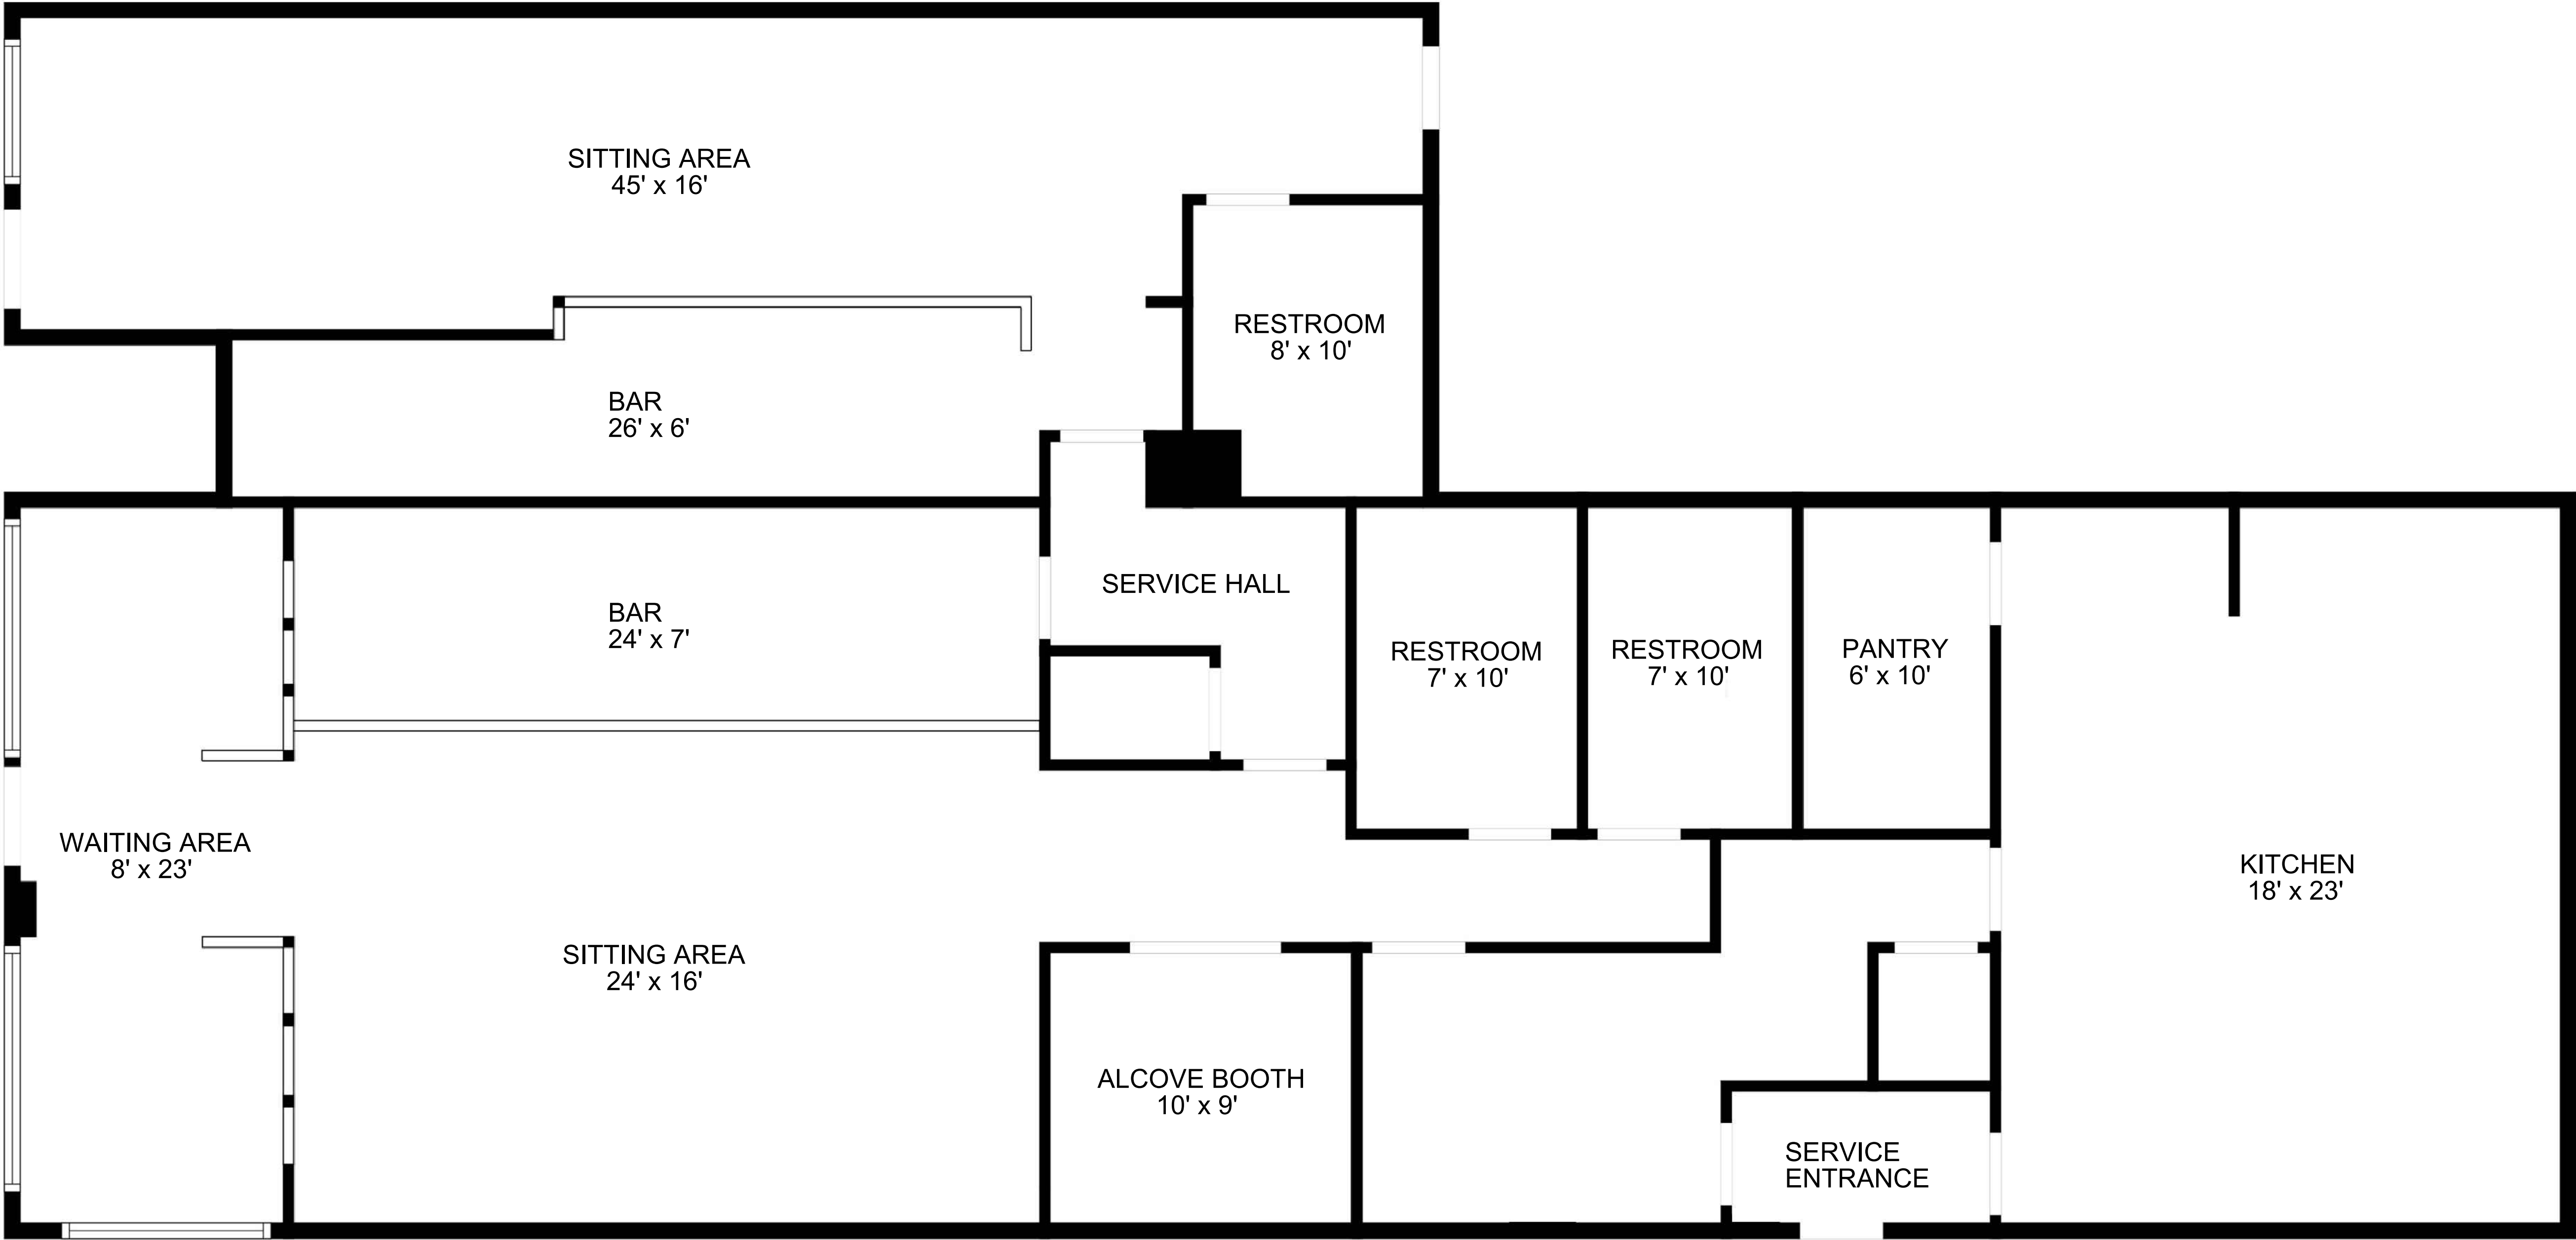 SITTING AREA
45' x 16'
RESTROOM
8' x 10'
BAR
26' x 6'
SERVICE HALL
BAR
24' x 7'
RESTROOM
7' x 10'
RESTROOM
7' x 10'
PANTRY
6' x 10'
WAITING AREA
8' x 23'
KITCHEN
18' x 23'
SITTING AREA
24' x 16'
ALCOVE BOOTH
10' x 9'
SERVICE
ENTRANCE